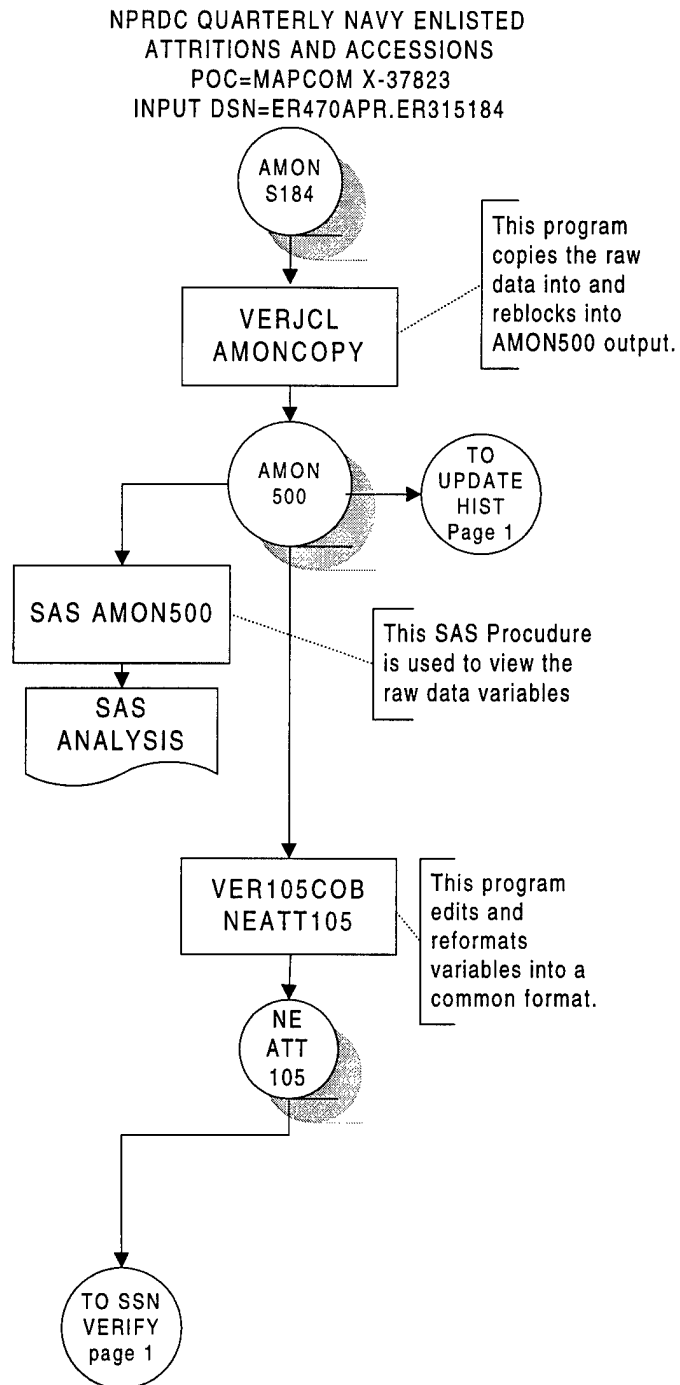 NPRDC QUARTERLY NAVY ENLISTED
ATTRITIONS AND ACCESSIONS
POC=MAPCOM X-37823
INPUT DSN=ER470APR.ER315184
AMON
S184
This program
copies the raw
data into and
reblocks into
AMON500 output.
VERJCL
AMONCOPY
AMON
500
TO
UPDATE
HIST
Page 1
SAS AMON500
This SAS Procudure
is used to view the
raw data variables
SAS
ANALYSIS
VER105COB
NEATT105
This program
edits and
reformats
variables into a
common format.
NE
ATT
105
TO SSN
VERIFY
page 1